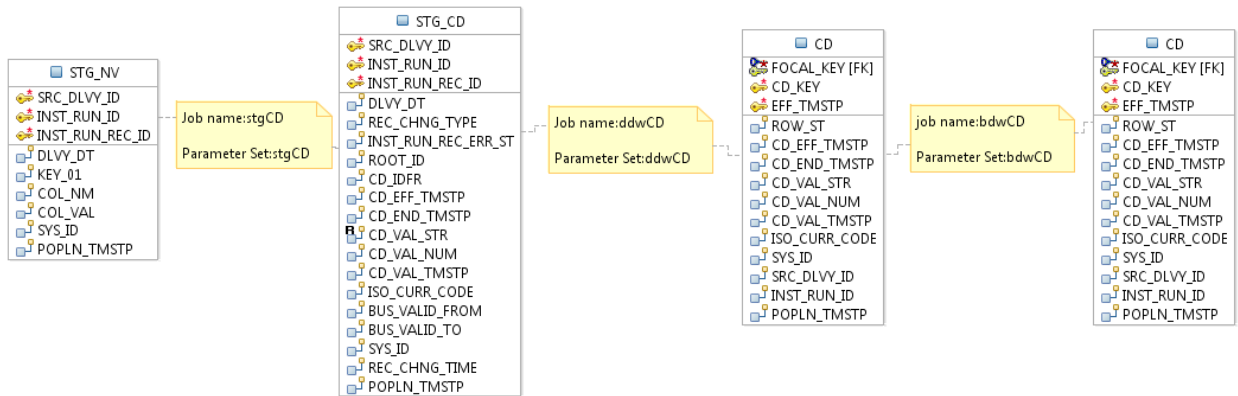 STG_NV
SRC_DLVY_ID
INST_RUN_ID
INST_RUN_REC_ID
DLVY_DT
KEY_01
COL_NM
COL_VAL
SYS_ID
POPLN_TMSTP
Job name:stgCD
Parameter Set:stgCD
STG_CD
SRC_DLVY_ID
INST_RUN_ID
INST_RUN_REC_ID
DLVY_DT
REC_CHNG_TYPE
INST_RUN_REC_ERR_ST
ROOT_ID
CD_IDFR
CD_EFF_TMSTP
CD_END_TMSTP
R CD_VAL_STR
CD_VAL_NUM
CD_VAL_TMSTP
ISO_CURR_CODE
BUS_VALID_FROM
BUS_VALID_TO
SYS_ID
REC_CHNG_TIME
POPLN_TMSTP
Job name:ddwCD
Parameter Set:ddwCD
CD
FOCAL_KEY [FK]
CD_KEY
EFF_TMSTP
ROW_ST
CD_EFF_TMSTP
CD_END_TMSTP
CD_VAL_STR
CD_VAL_NUM
CD_VAL_TMSTP
ISO_CURR_CODE
SYS_ID
SRC_DLVY_ID
INST_RUN_ID
POPLN_TMSTP
job name:bdwCD
Parameter Set:bdwCD
CD
FOCAL_KEY [FK]
CD_KEY
EFF_TMSTP
ROW_ST
CD_EFF_TMSTP
CD_END_TMSTP
CD_VAL_STR
CD_VAL_NUM
CD_VAL_TMSTP
ISO_CURR_CODE
SYS_ID
SRC_DLVY_ID
INST_RUN_ID
POPLN_TMSTP